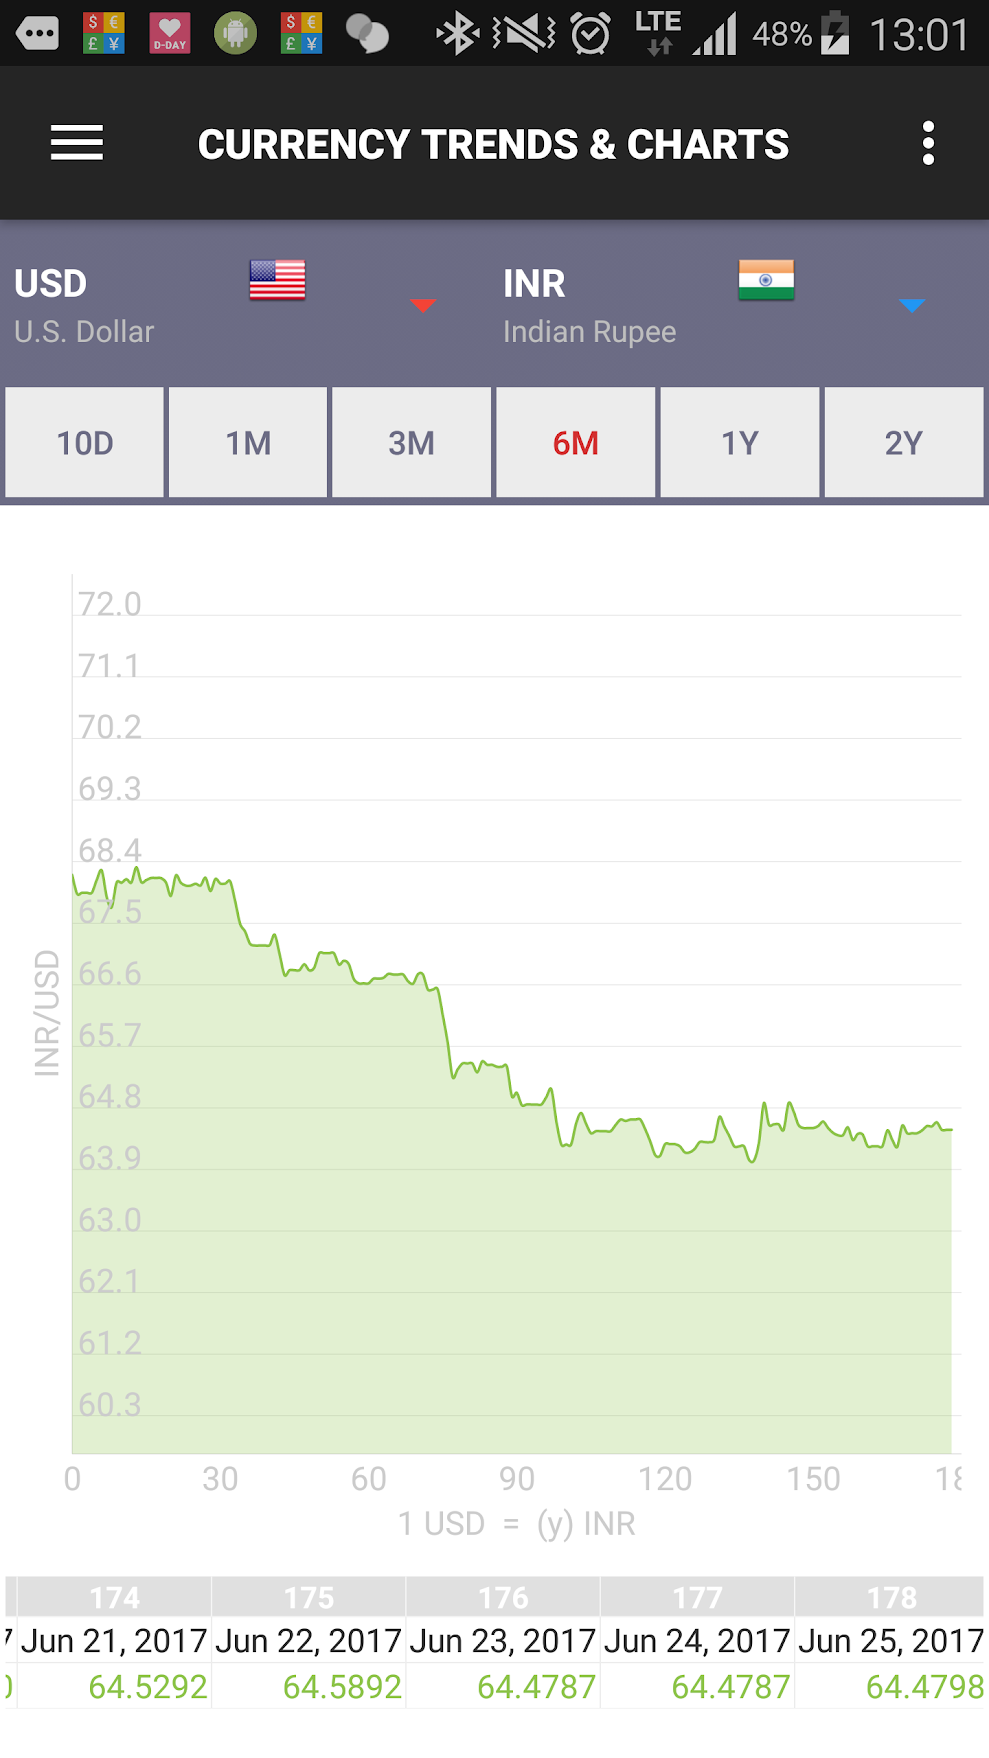 $ € £ ¥ D-DAY $ € £ ¥ LTE 48% 13:01
CURRENCY TRENDS & CHARTS
USD INR
U.S. Dollar Indian Rupee
10D 1M 3M 6M 1Y 2Y
72.0
71.1
70.2
69.3
68.4
67.5
66.6
65.7
64.8
63.9
63.0
62.1
61.2
60.3
INR/USD
0 30 60 90 120 150
1 USD = (y) INR
174 175 176 177 178
Jun 21, 2017 Jun 22, 2017 Jun 23, 2017 Jun 24, 2017 Jun 25, 2017
64.5292 64.5892 64.4787 64.4787 64.4798